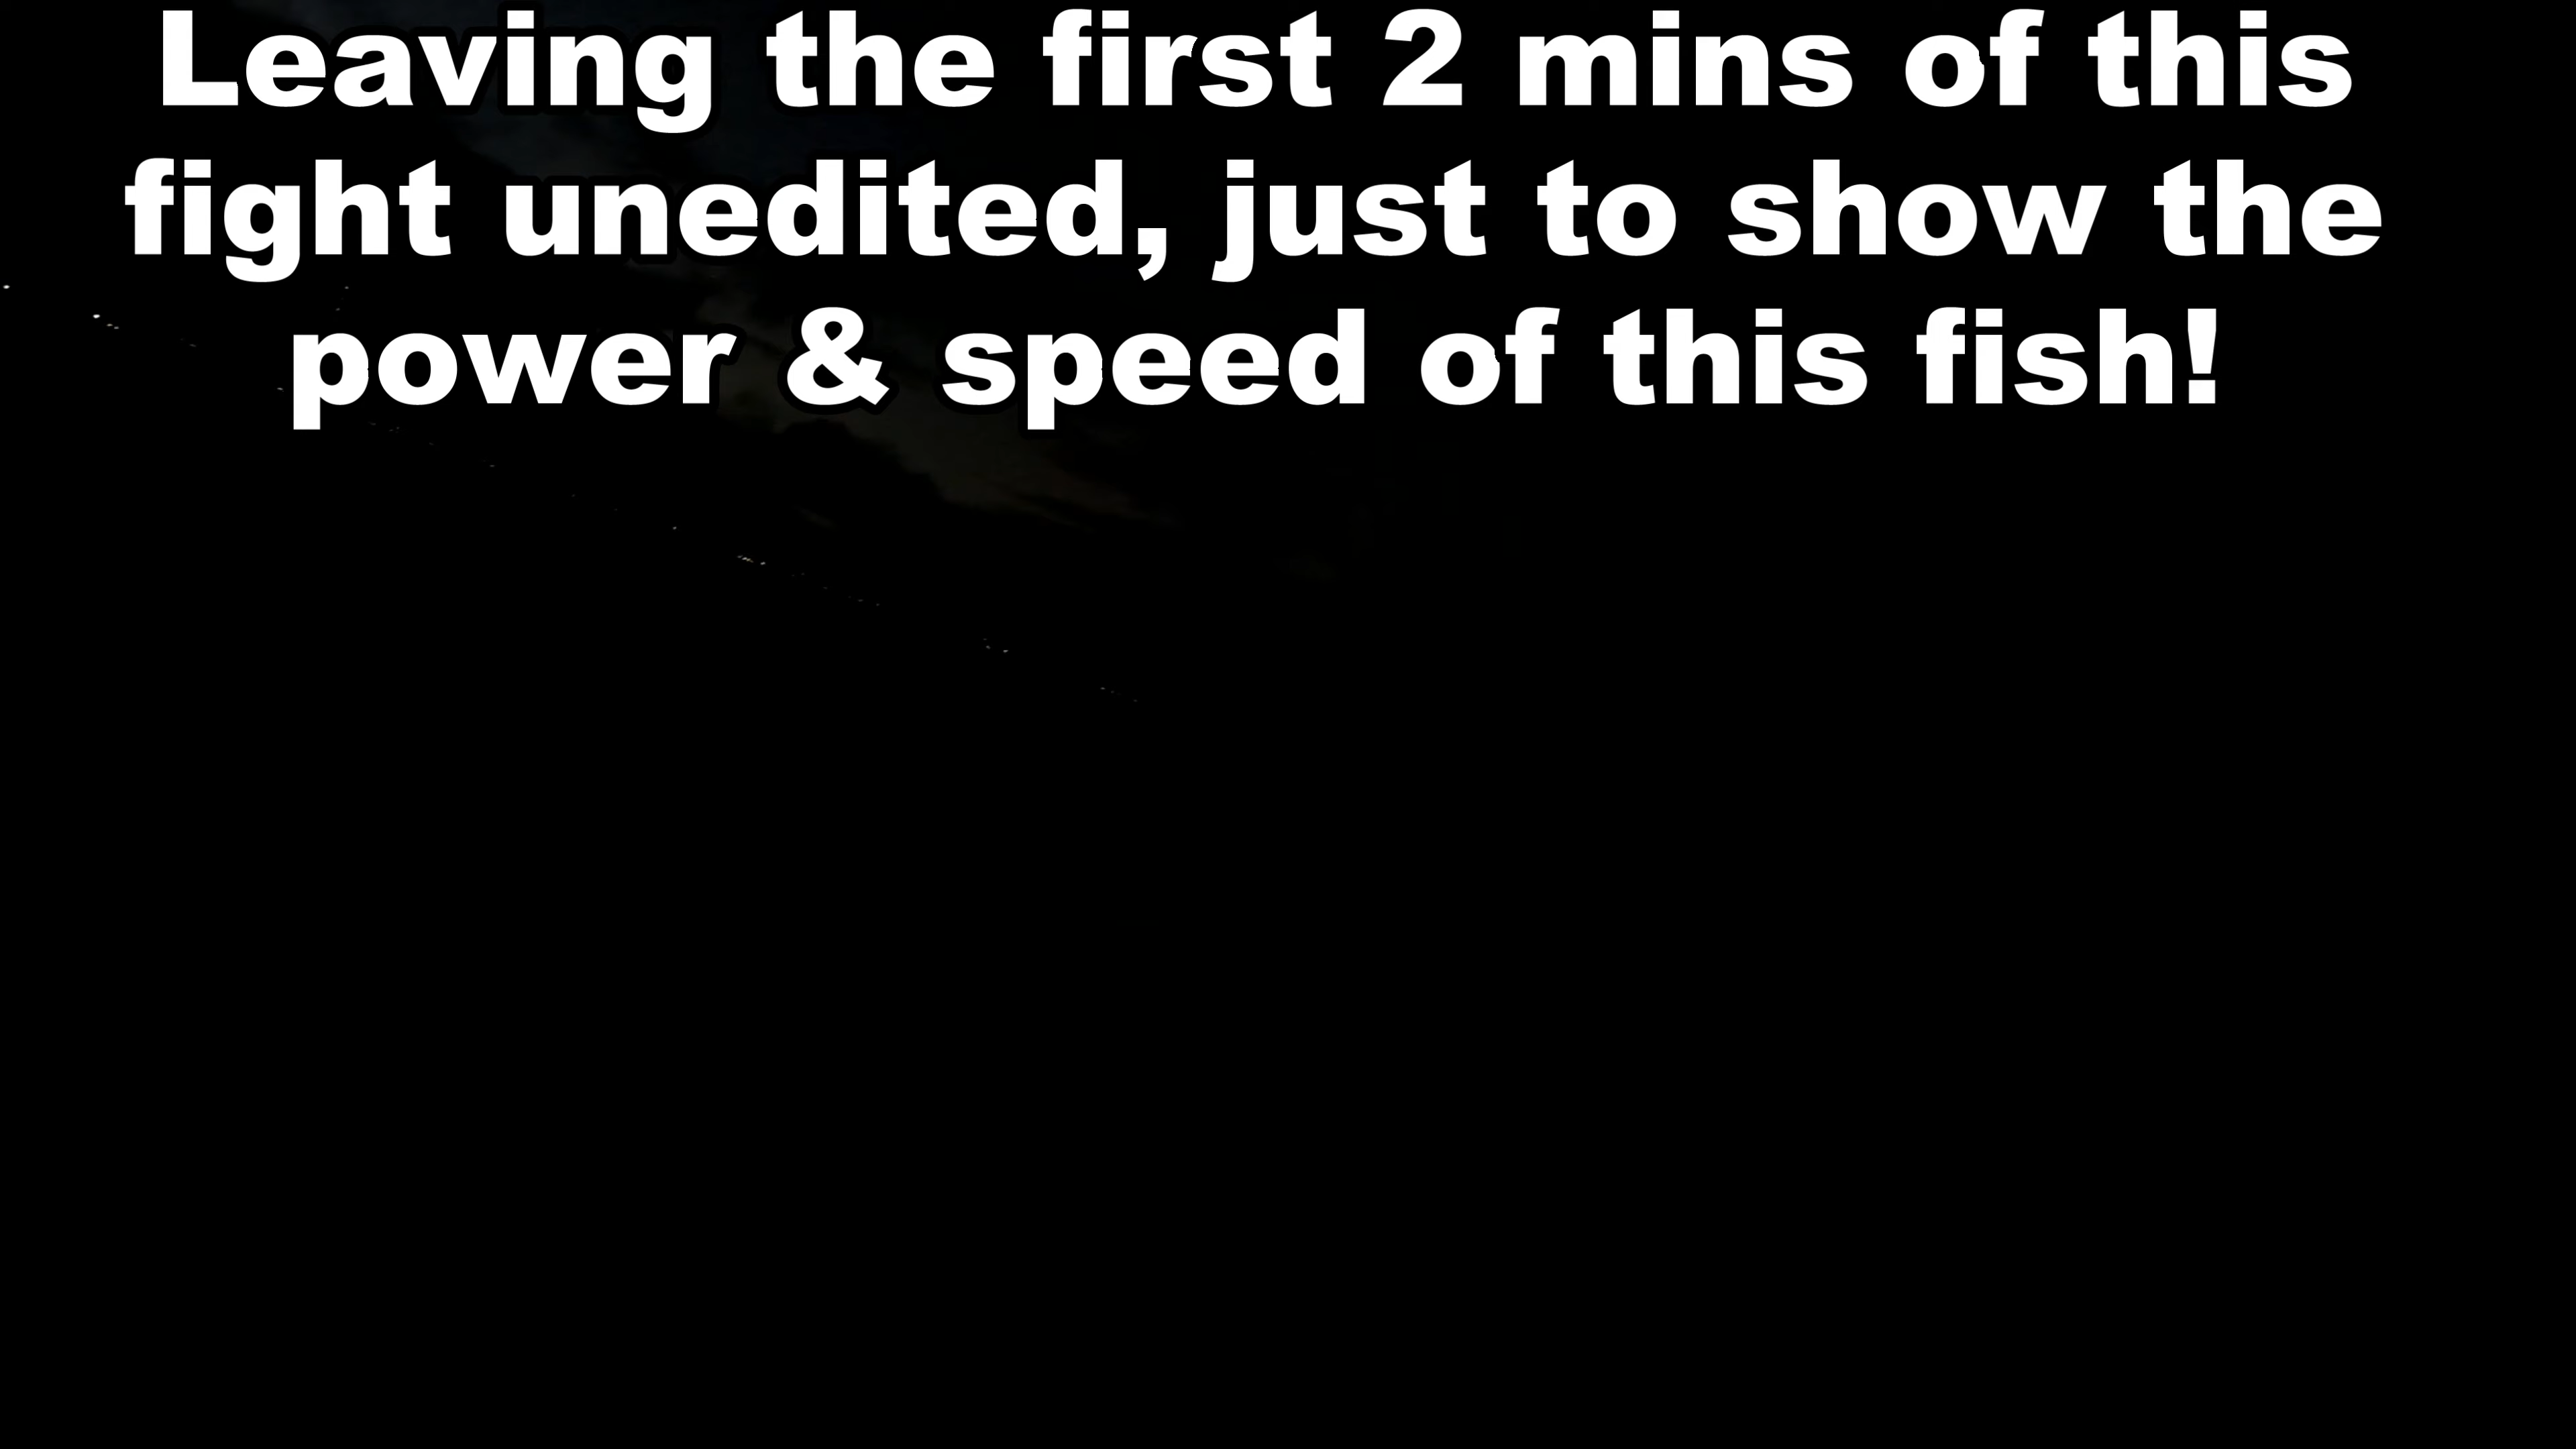 Leaving the first 2 mins of this
fight unedited, just to show the
power & speed of this fish!